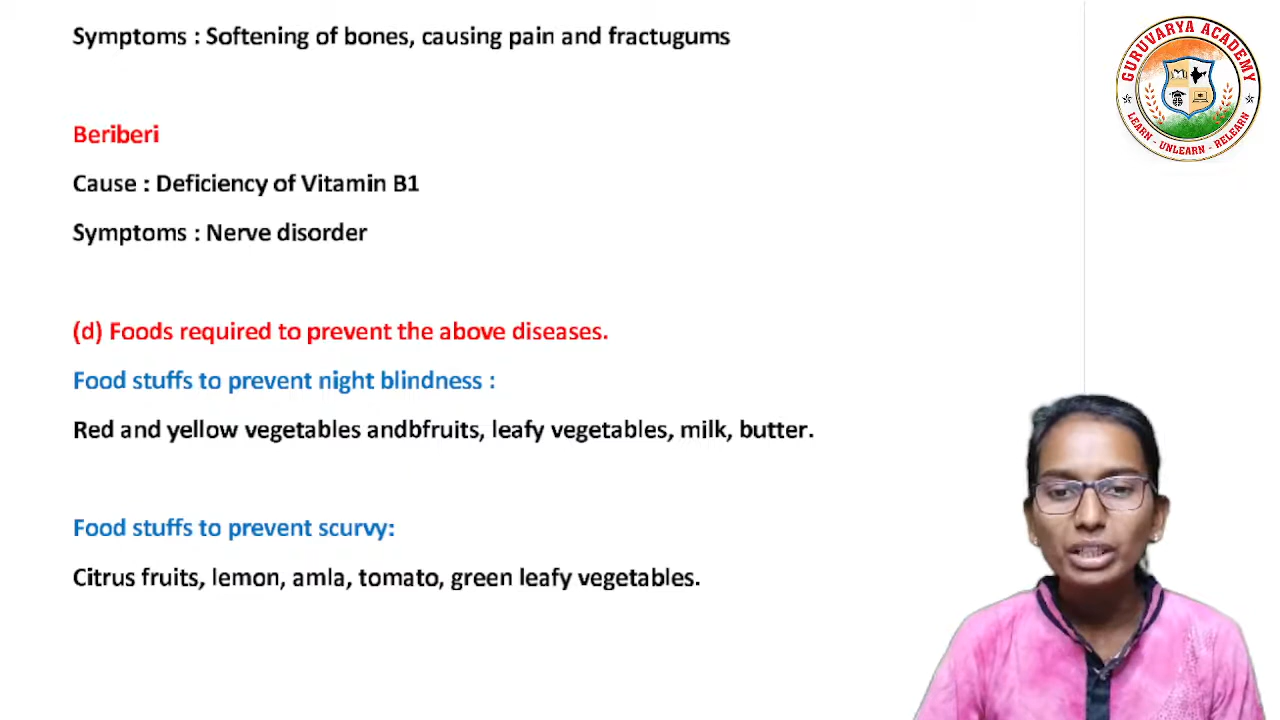 Symptoms : Softening of bones, causing pain and fractugums
GURUVARYA ACADEMY
LEARN - UNLEARN - RELEARN
Beriberi
Cause : Deficiency of Vitamin B1
Symptoms : Nerve disorder
(d) Foods required to prevent the above diseases.
Food stuffs to prevent night blindness :
Red and yellow vegetables andbfruits, leafy vegetables, milk, butter.
Food stuffs to prevent scurvy:
Citrus fruits, lemon, amla, tomato, green leafy vegetables.